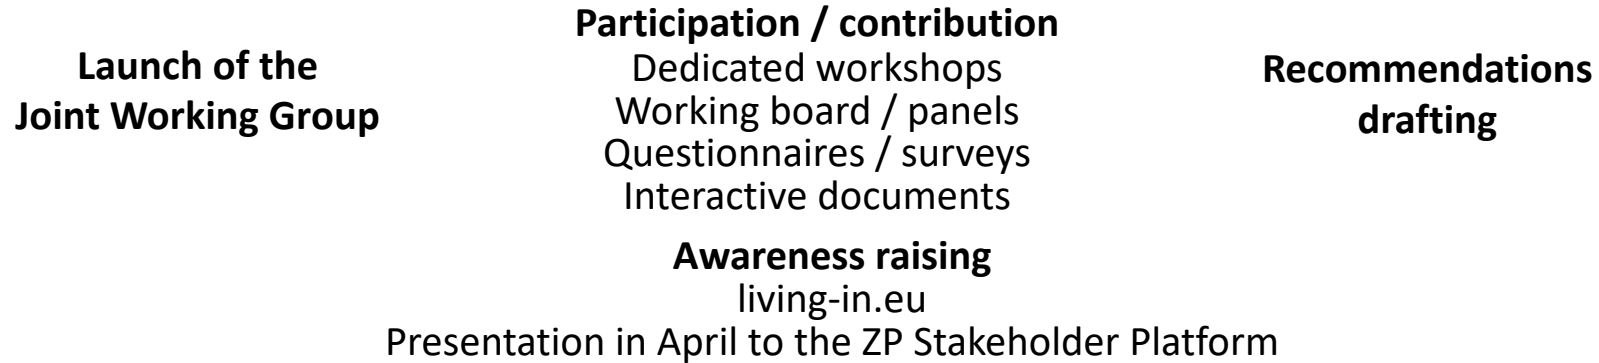 Launch of the
Joint Working Group
Participation / contribution
Dedicated workshops
Working board / panels
Questionnaires / surveys
Interactive documents
Awareness raising
living-in.eu
Presentation in April to the ZP Stakeholder Platform
Recommendations
drafting